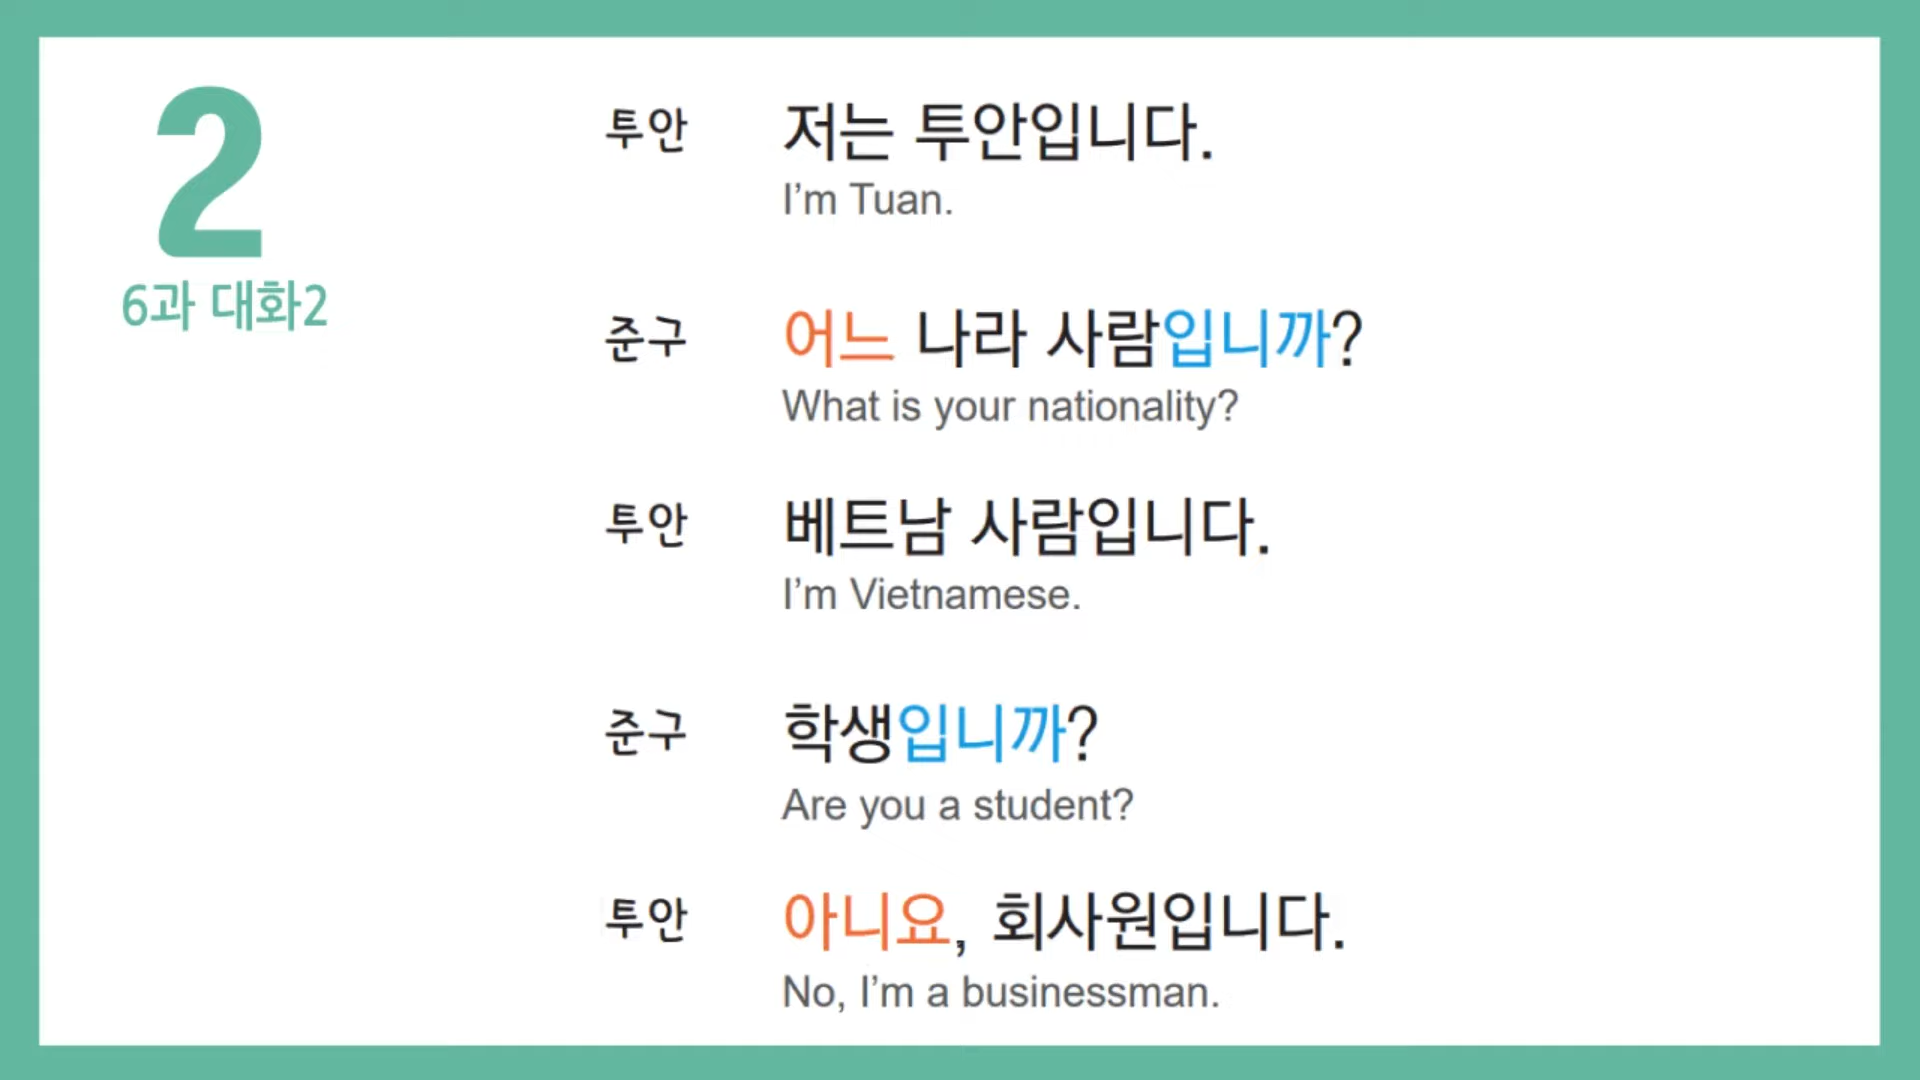 2
6과 대화2
투안 저는 투안입니다.
I'm Tuan.
준구 어느 나라 사람입니까?
What is your nationality?
투안 베트남 사람입니다.
I'm Vietnamese.
준구 학생입니까?
Are you a student?
투안 아니요, 회사원입니다.
No, I'm a businessman.